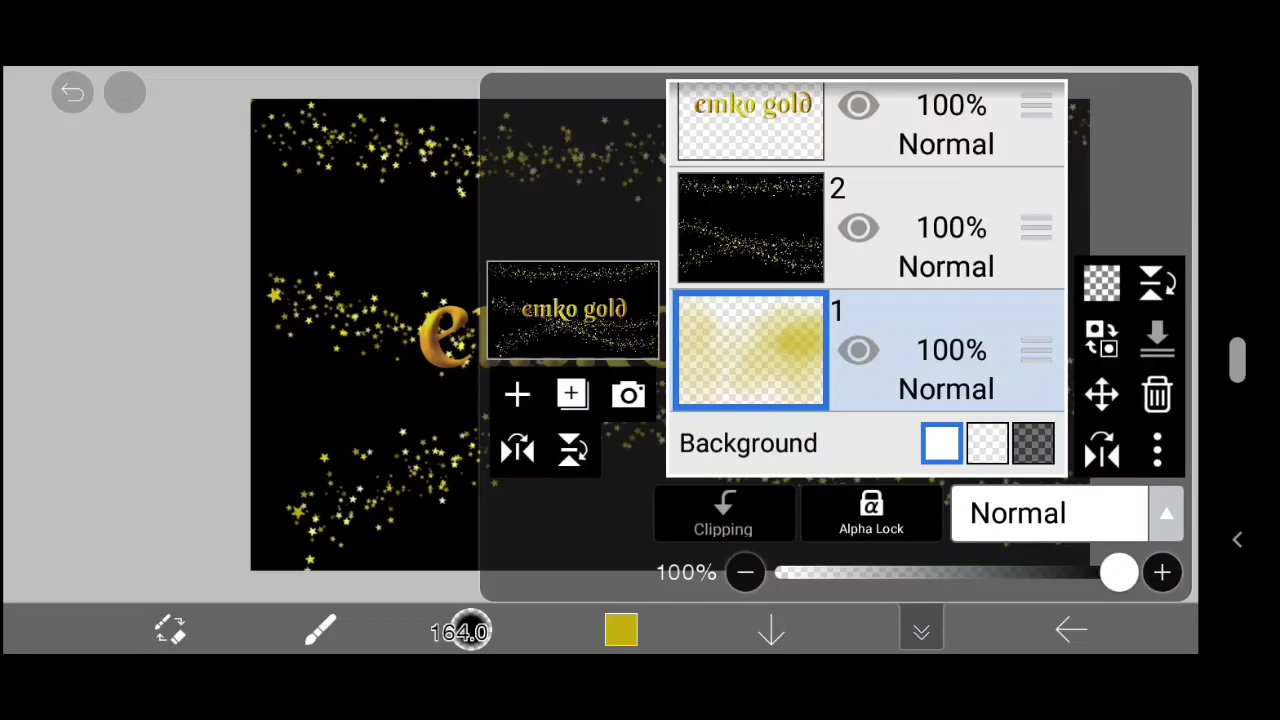 emko gold
100%
Normal
2
100%
Normal
emko gold
1
100%
Normal
Background
Clipping
Alpha Lock
Normal
100%
164.0